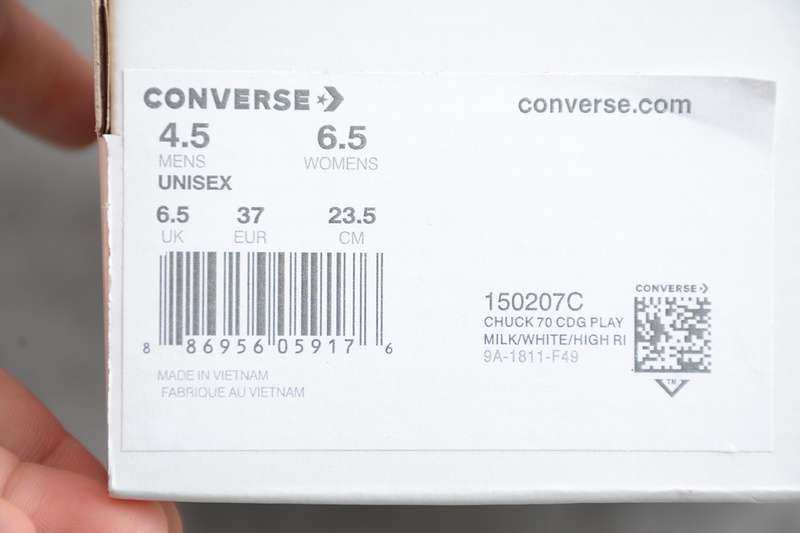 CONVERSE
converse.com
4.5 6.5
MENS WOMENS
UNISEX
6.5 37 23.5
UK EUR CM
8 86956 05917 6
MADE IN VIETNAM
FABRIQUE AU VIETNAM
CONVERSE
150207C
CHUCK 70 CDG PLAY
MILK/WHITE/HIGH RI
9A-1811-F49
TM